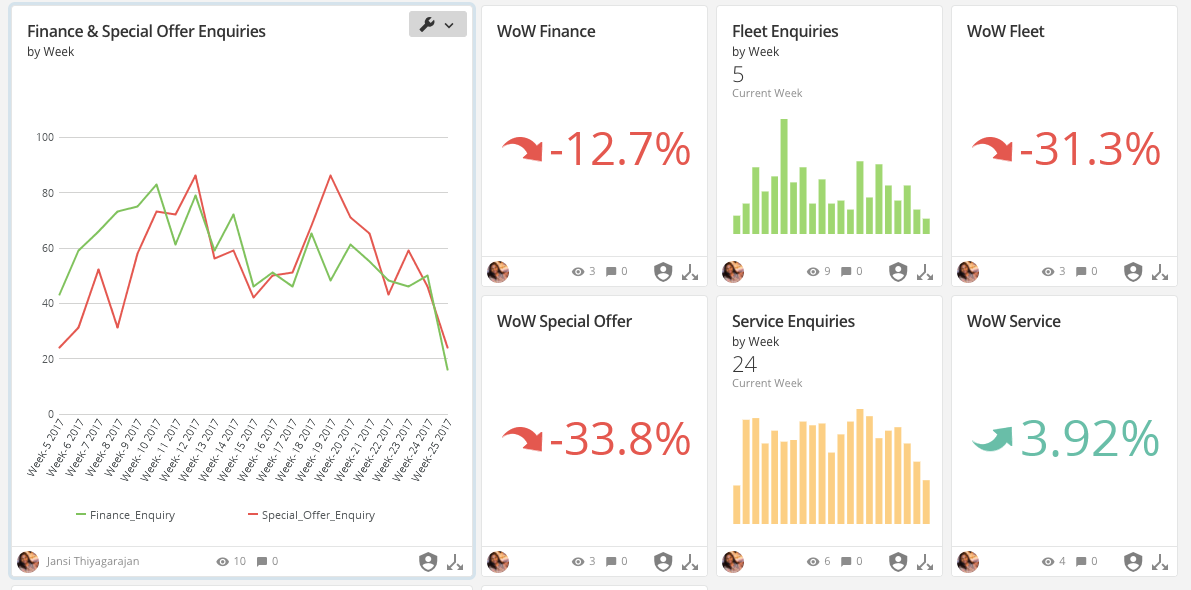 Finance & Special Offer Enquiries
by Week
100
80
60
40
20
0
Week-5 2017
Week-6 2017
Week-7 2017
Week-8 2017
Week-9 2017
Week-10 2017
Week-11 2017
Week-12 2017
Week-13 2017
Week-14 2017
Week-15 2017
Week-16 2017
Week-17 2017
Week-18 2017
Week-19 2017
Week-20 2017
Week-21 2017
Week-22 2017
Week-23 2017
Week-24 2017
Week-25 2017
Finance_Enquiry
Special_Offer_Enquiry
Jansi Thiyagarajan
10
0
WoW Finance
-12.7%
3
0
Fleet Enquiries
by Week
5
Current Week
9
0
WoW Fleet
-31.3%
3
0
WoW Special Offer
-33.8%
3
0
Service Enquiries
by Week
24
Current Week
6
0
WoW Service
3.92%
4
0